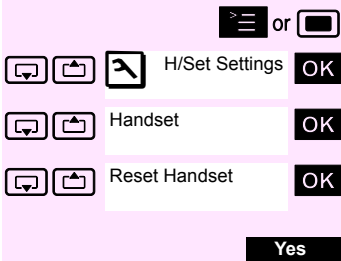 or
H/Set Settings OK
Handset OK
Reset Handset OK
Yes